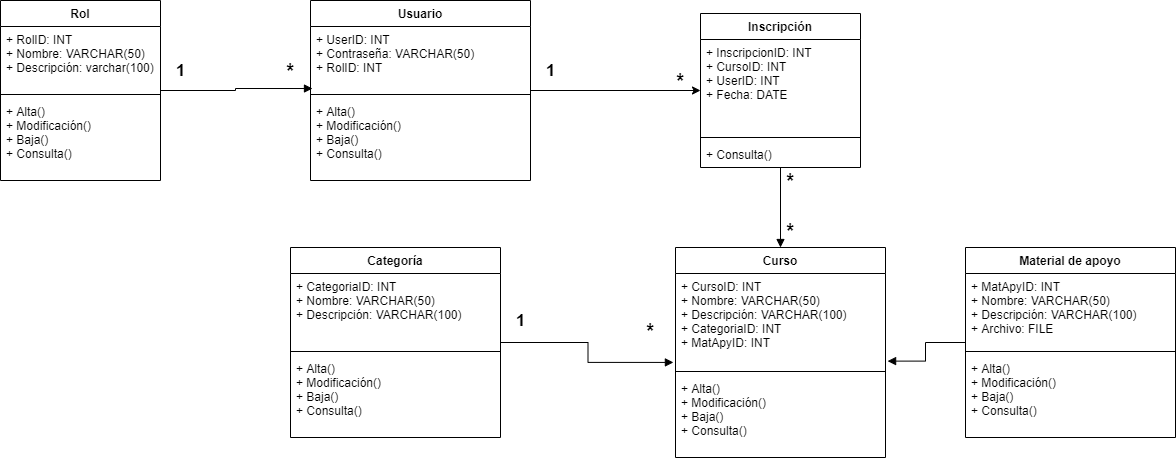 Rol
+ RolID: INT
+ Nombre: VARCHAR(50)
+ Descripción: varchar(100)
+ Alta()
+ Modificación()
+ Baja()
+ Consulta()
1
*
Usuario
+ UserID: INT
+ Contraseña: VARCHAR(50)
+ RolID: INT
+ Alta()
+ Modificación()
+ Baja()
+ Consulta()
1
*
Inscripción
+ InscripcionID: INT
+ CursoID: INT
+ UserID: INT
+ Fecha: DATE
+ Consulta()
*
*
Categoría
+ CategoriaID: INT
+ Nombre: VARCHAR(50)
+ Descripción: VARCHAR(100)
+ Alta()
+ Modificación()
+ Baja()
+ Consulta()
1
*
Curso
+ CursoID: INT
+ Nombre: VARCHAR(50)
+ Descripción: VARCHAR(100)
+ CategoriaID: INT
+ MatApyID: INT
+ Alta()
+ Modificación()
+ Baja()
+ Consulta()
Material de apoyo
+ MatApyID: INT
+ Nombre: VARCHAR(50)
+ Descripción: VARCHAR(100)
+ Archivo: FILE
+ Alta()
+ Modificación()
+ Baja()
+ Consulta()